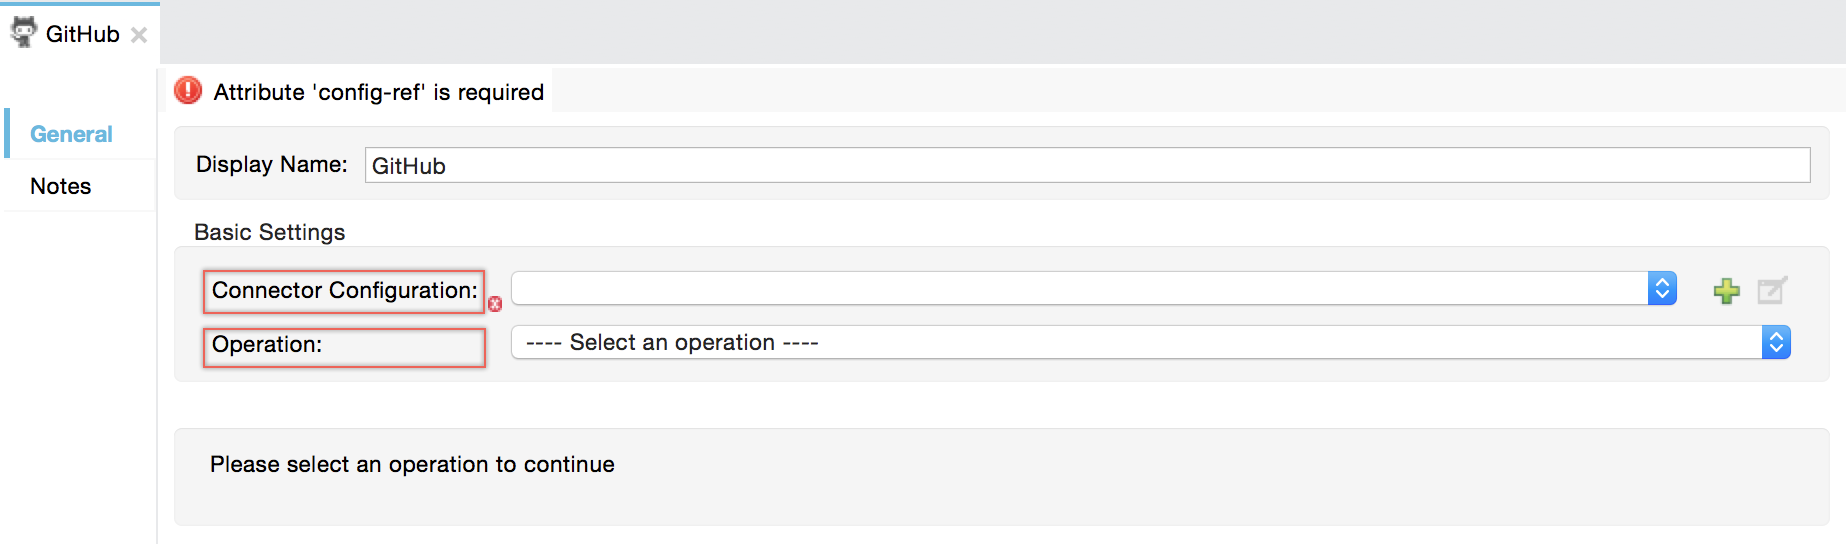 GitHub
Attribute 'config-ref' is required
General
Notes
Display Name: GitHub
Basic Settings
Connector Configuration:
Operation: ---- Select an operation ----
Please select an operation to continue